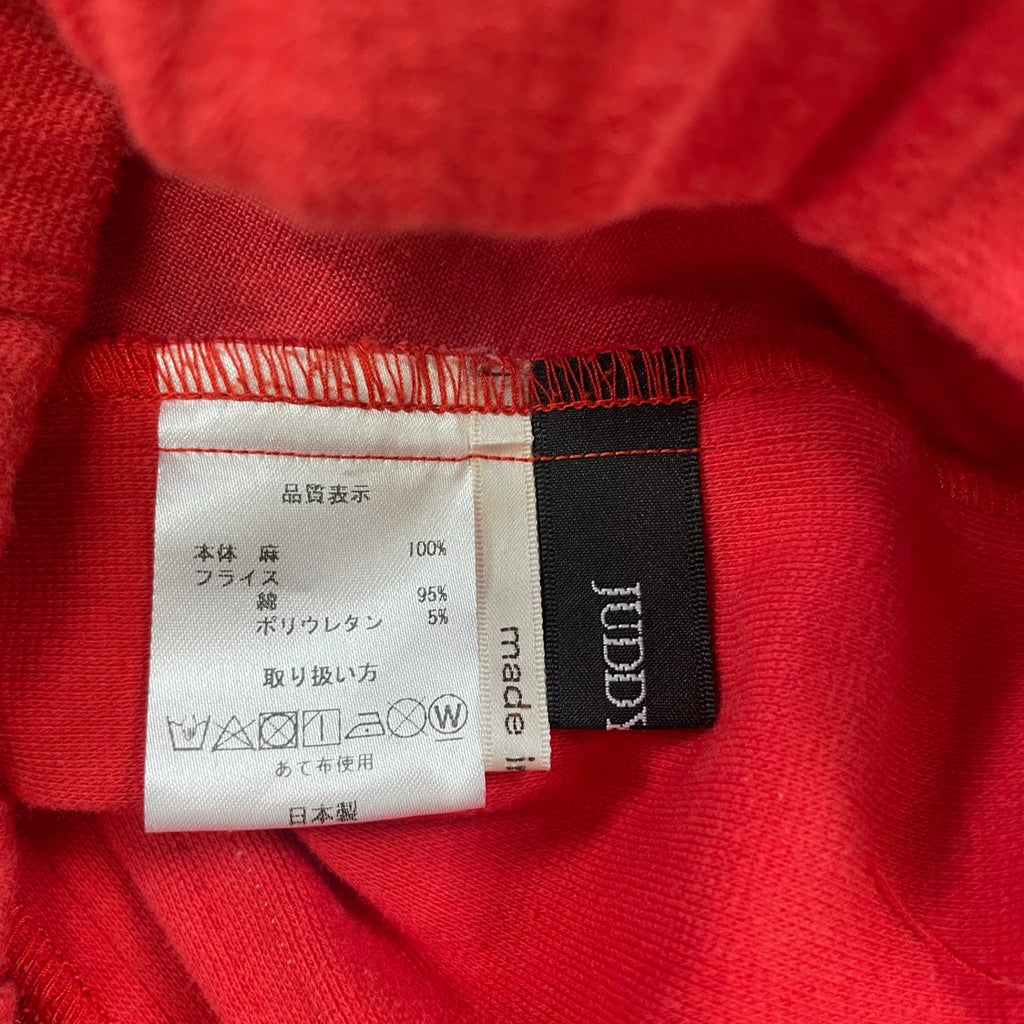 品質表示
本体 麻 100%
フライス
綿 95%
ポリウレタン 5%
取り扱い方
W
あて布使用
日本製
made in
JUDDY